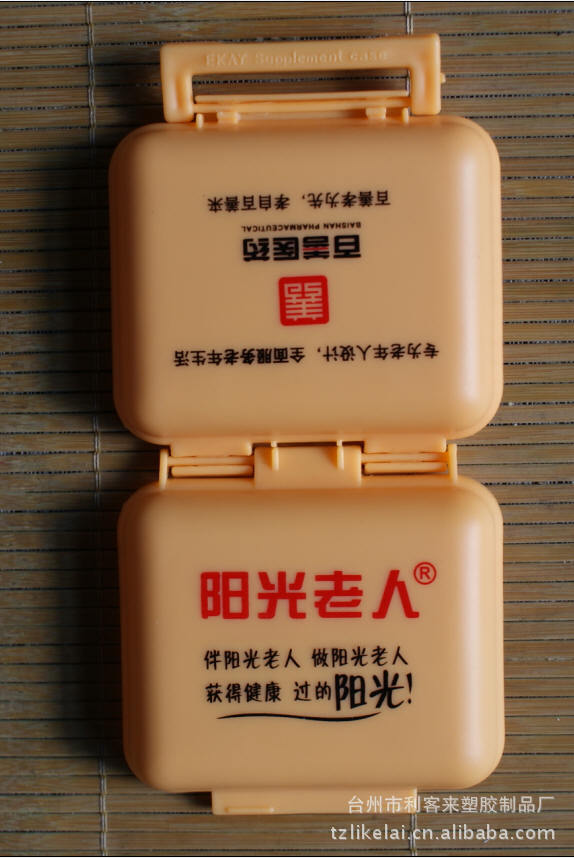 EKAY Supplement case
专为老年人设计，全面服务老年生活
百善医药
BAISHAN PHARMACEUTICAL
百善孝为先，孝自百善来
阳光老人®
伴阳光老人 做阳光老人
获得健康 过的阳光!
台州市利客来塑胶制品厂
tzlikelai.cn.alibaba.com